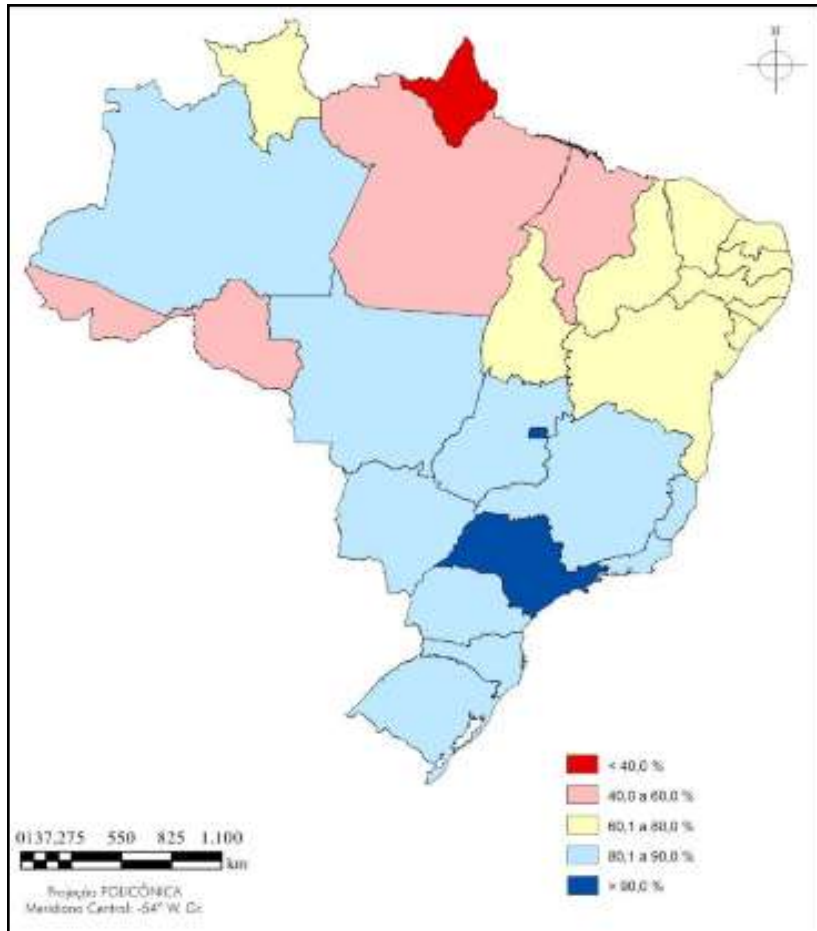 N
< 40,0 %
40,0 a 60,0 %
60,1 a 80,0 %
80,1 a 90,0 %
> 90,0 %
0137,275 550 825 1.100
km
Projeção POLICÔNICA
Meridiano Central: -54° W. Gr.